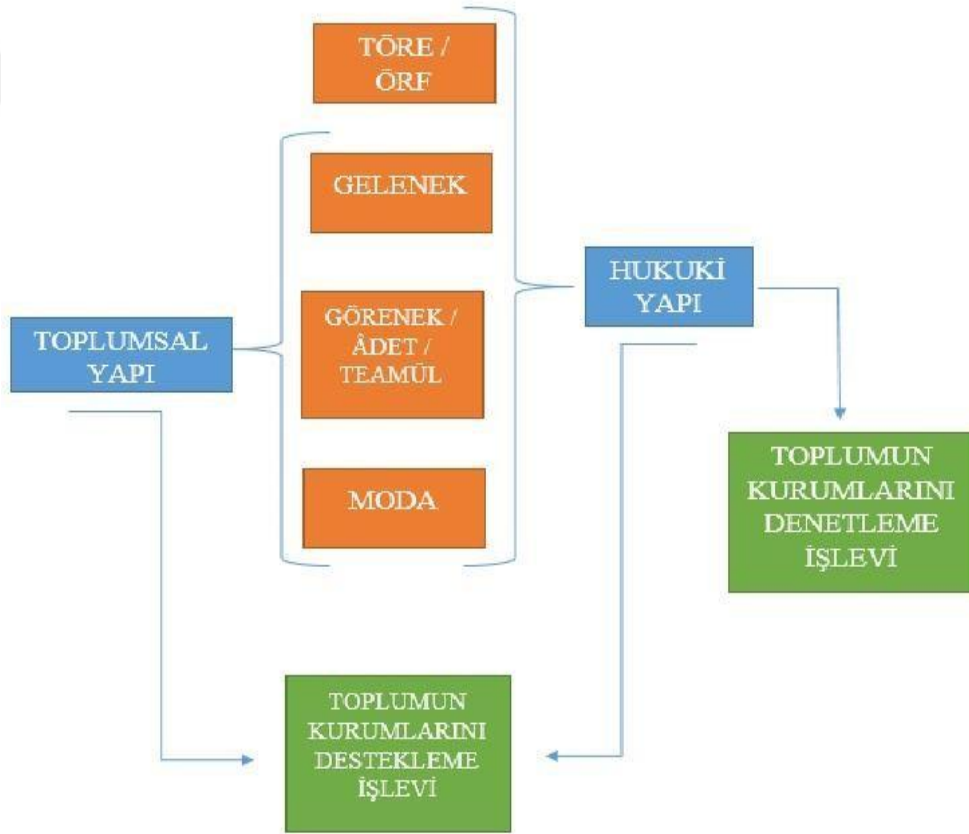 TÖRE /
ÖRF
GELENEK
GÖRENEK /
ÂDET /
TEAMÜL
MODA
TOPLUMSAL
YAPI
HUKUKİ
YAPI
TOPLUMUN
KURUMLARINI
DENETLEME
İŞLEVİ
TOPLUMUN
KURUMLARINI
DESTEKLEME
İŞLEVİ